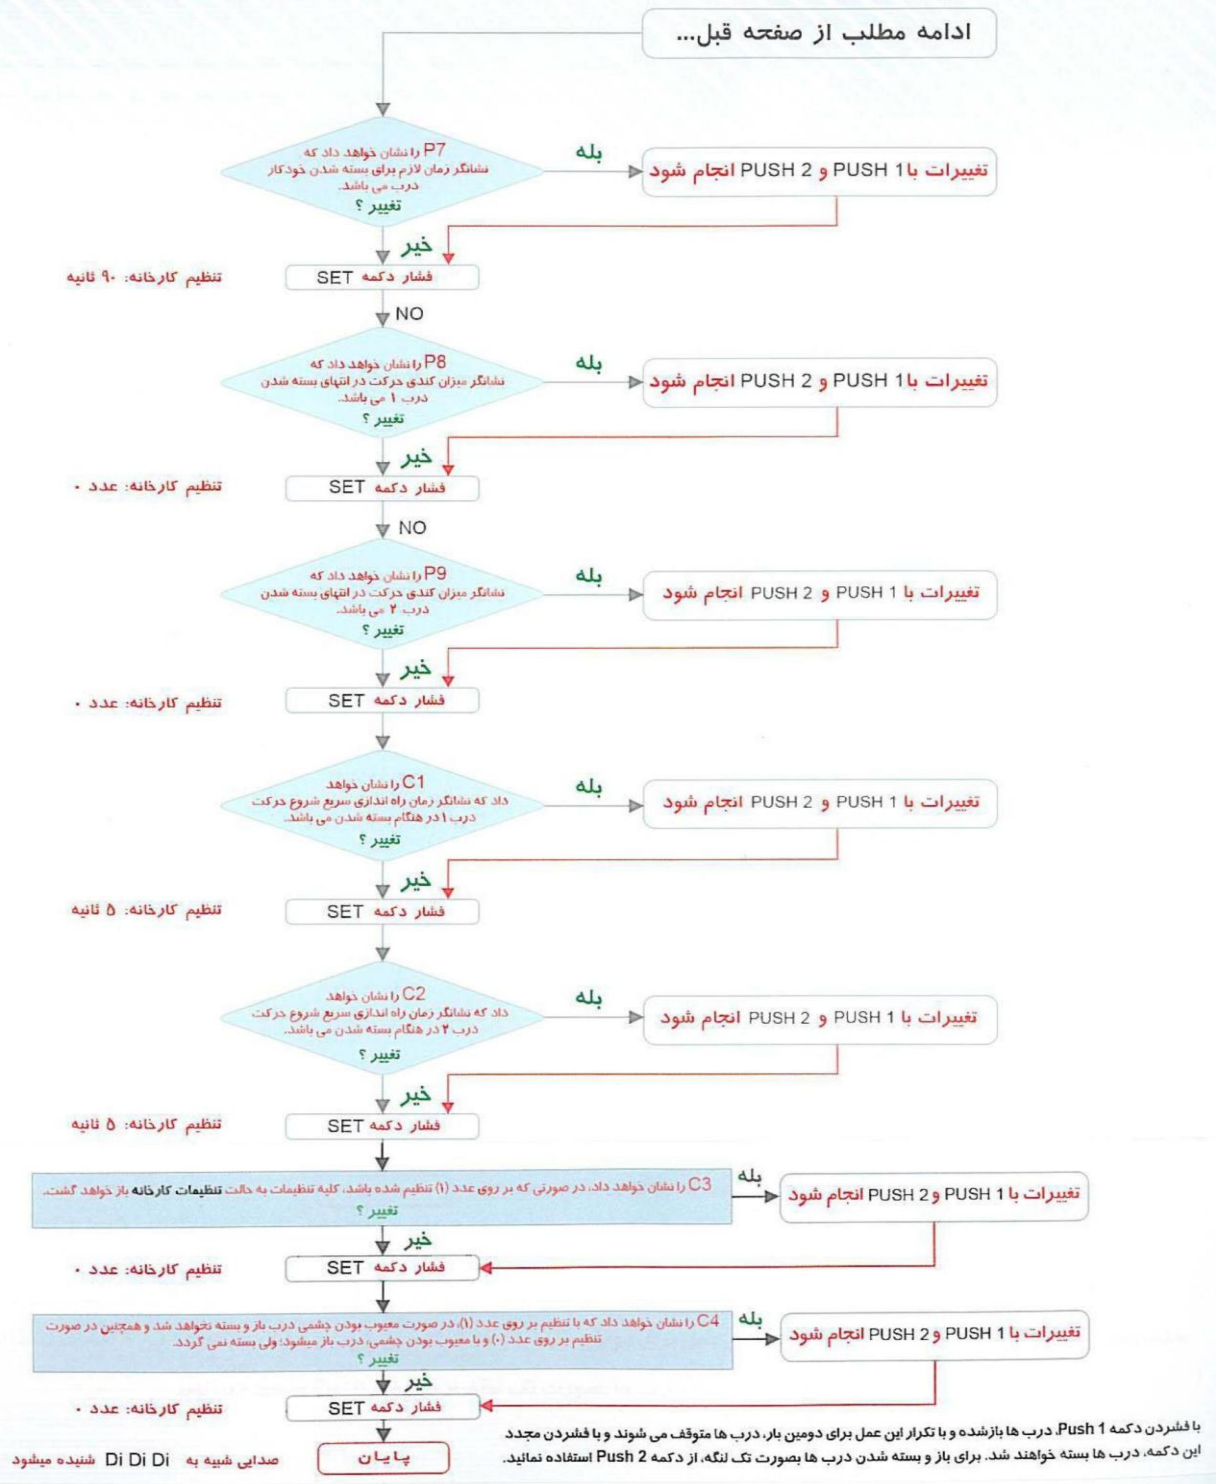 ادامه مطلب از صفحه قبل...
P7 را نشان خواهد داد که
نشانگر زمان لازم برای بسته شدن خودکار
درب می باشد.
تغییر ؟
بله
تغییرات با PUSH 1 و PUSH 2 انجام شود
خیر
فشار دکمه SET
تنظیم کارخانه: ۹۰ ثانیه
NO
P8 را نشان خواهد داد که
نشانگر میزان کندی حرکت در انتهای بسته شدن
درب ۱ می باشد.
تغییر ؟
بله
تغییرات با PUSH 1 و PUSH 2 انجام شود
خیر
فشار دکمه SET
تنظیم کارخانه: عدد ۰
NO
P9 را نشان خواهد داد که
نشانگر میزان کندی حرکت در انتهای بسته شدن
درب ۲ می باشد.
تغییر ؟
بله
تغییرات با PUSH 1 و PUSH 2 انجام شود
خیر
فشار دکمه SET
تنظیم کارخانه: عدد ۰
C1 را نشان خواهد
داد که نشانگر زمان راه اندازی سریع شروع حرکت
درب ۱ در هنگام بسته شدن می باشد.
تغییر ؟
بله
تغییرات با PUSH 1 و PUSH 2 انجام شود
خیر
فشار دکمه SET
تنظیم کارخانه: ۵ ثانیه
C2 را نشان خواهد
داد که نشانگر زمان راه اندازی سریع شروع حرکت
درب ۲ در هنگام بسته شدن می باشد.
تغییر ؟
بله
تغییرات با PUSH 1 و PUSH 2 انجام شود
خیر
فشار دکمه SET
تنظیم کارخانه: ۵ ثانیه
C3 را نشان خواهد داد، در صورتی که بر روی عدد (۱) تنظیم شده باشد، کلیه تنظیمات به حالت تنظیمات کارخانه باز خواهد گشت.
تغییر ؟
بله
تغییرات با PUSH 1 و PUSH 2 انجام شود
خیر
فشار دکمه SET
تنظیم کارخانه: عدد ۰
C4 را نشان خواهد داد که با تنظیم بر روی عدد (۱)، در صورت معیوب بودن چشمی درب باز و بسته نخواهد شد و همچنین در صورت
تنظیم بر روی عدد (۰) و با معیوب بودن چشمی، درب باز میشود؛ ولی بسته نمی گردد.
تغییر ؟
بله
تغییرات با PUSH 1 و PUSH 2 انجام شود
خیر
فشار دکمه SET
تنظیم کارخانه: عدد ۰
پایان
صدایی شبیه به Di Di Di شنیده میشود
با فشردن دکمه Push 1، درب ها بازشده و با تکرار این عمل برای دومین بار، درب ها متوقف می شوند و با فشردن مجدد
این دکمه، درب ها بسته خواهند شد. برای باز و بسته شدن درب ها بصورت تک لنگه، از دکمه Push 2 استفاده نمائید.